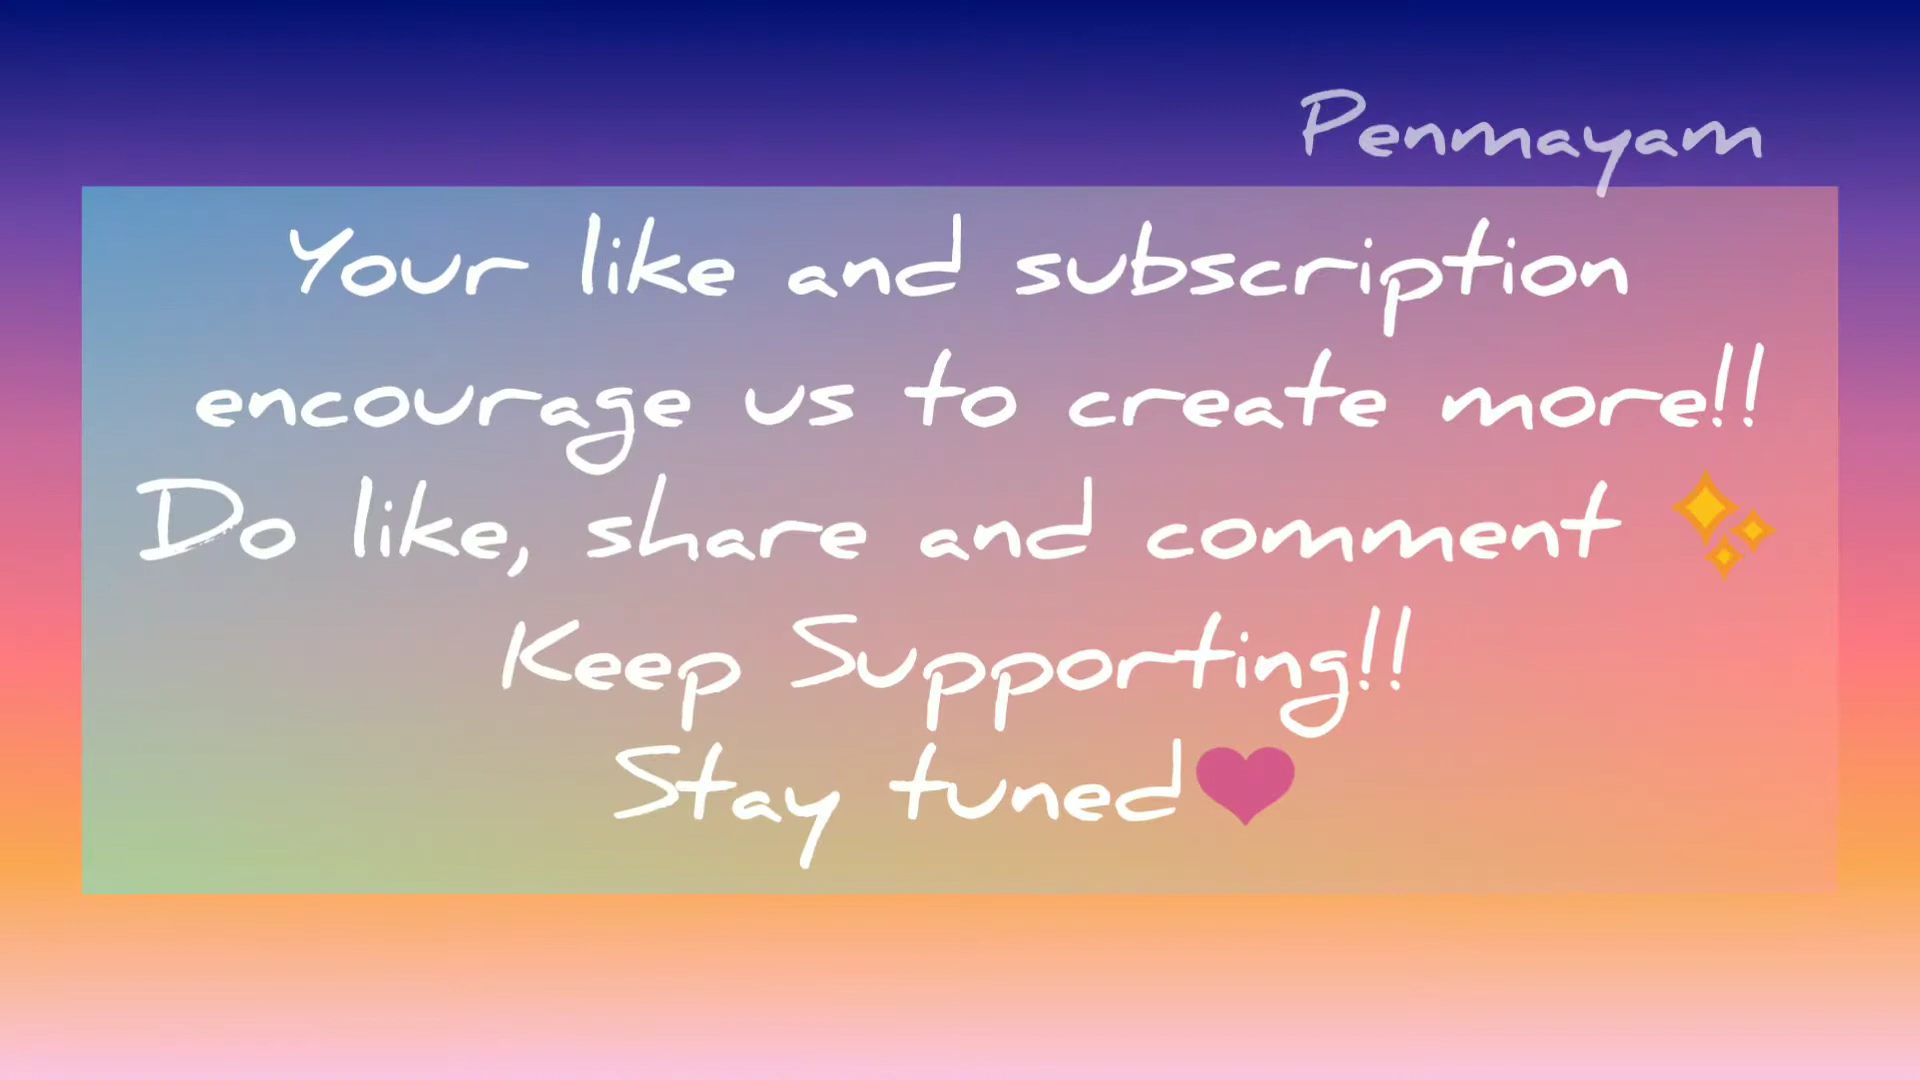 Penmayam
Your like and subscription
encourage us to create more!!
Do like, share and comment ✨
Keep Supporting!!
Stay tuned❤